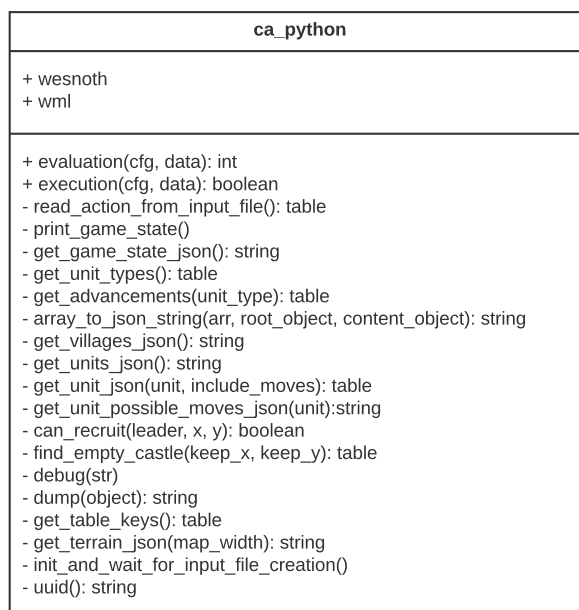 ca_python
+ wesnoth
+ wml
+ evaluation(cfg, data): int
+ execution(cfg, data): boolean
- read_action_from_input_file(): table
- print_game_state()
- get_game_state_json(): string
- get_unit_types(): table
- get_advancements(unit_type): table
- array_to_json_string(arr, root_object, content_object): string
- get_villages_json(): string
- get_units_json(): string
- get_unit_json(unit, include_moves): table
- get_unit_possible_moves_json(unit):string
- can_recruit(leader, x, y): boolean
- find_empty_castle(keep_x, keep_y): table
- debug(str)
- dump(object): string
- get_table_keys(): table
- get_terrain_json(map_width): string
- init_and_wait_for_input_file_creation()
- uuid(): string